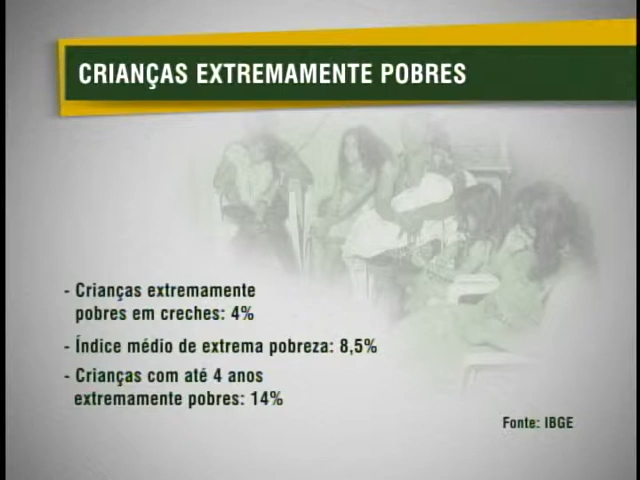 CRIANÇAS EXTREMAMENTE POBRES
- Crianças extremamente
pobres em creches: 4%
- Índice médio de extrema pobreza: 8,5%
- Crianças com até 4 anos
extremamente pobres: 14%
Fonte: IBGE